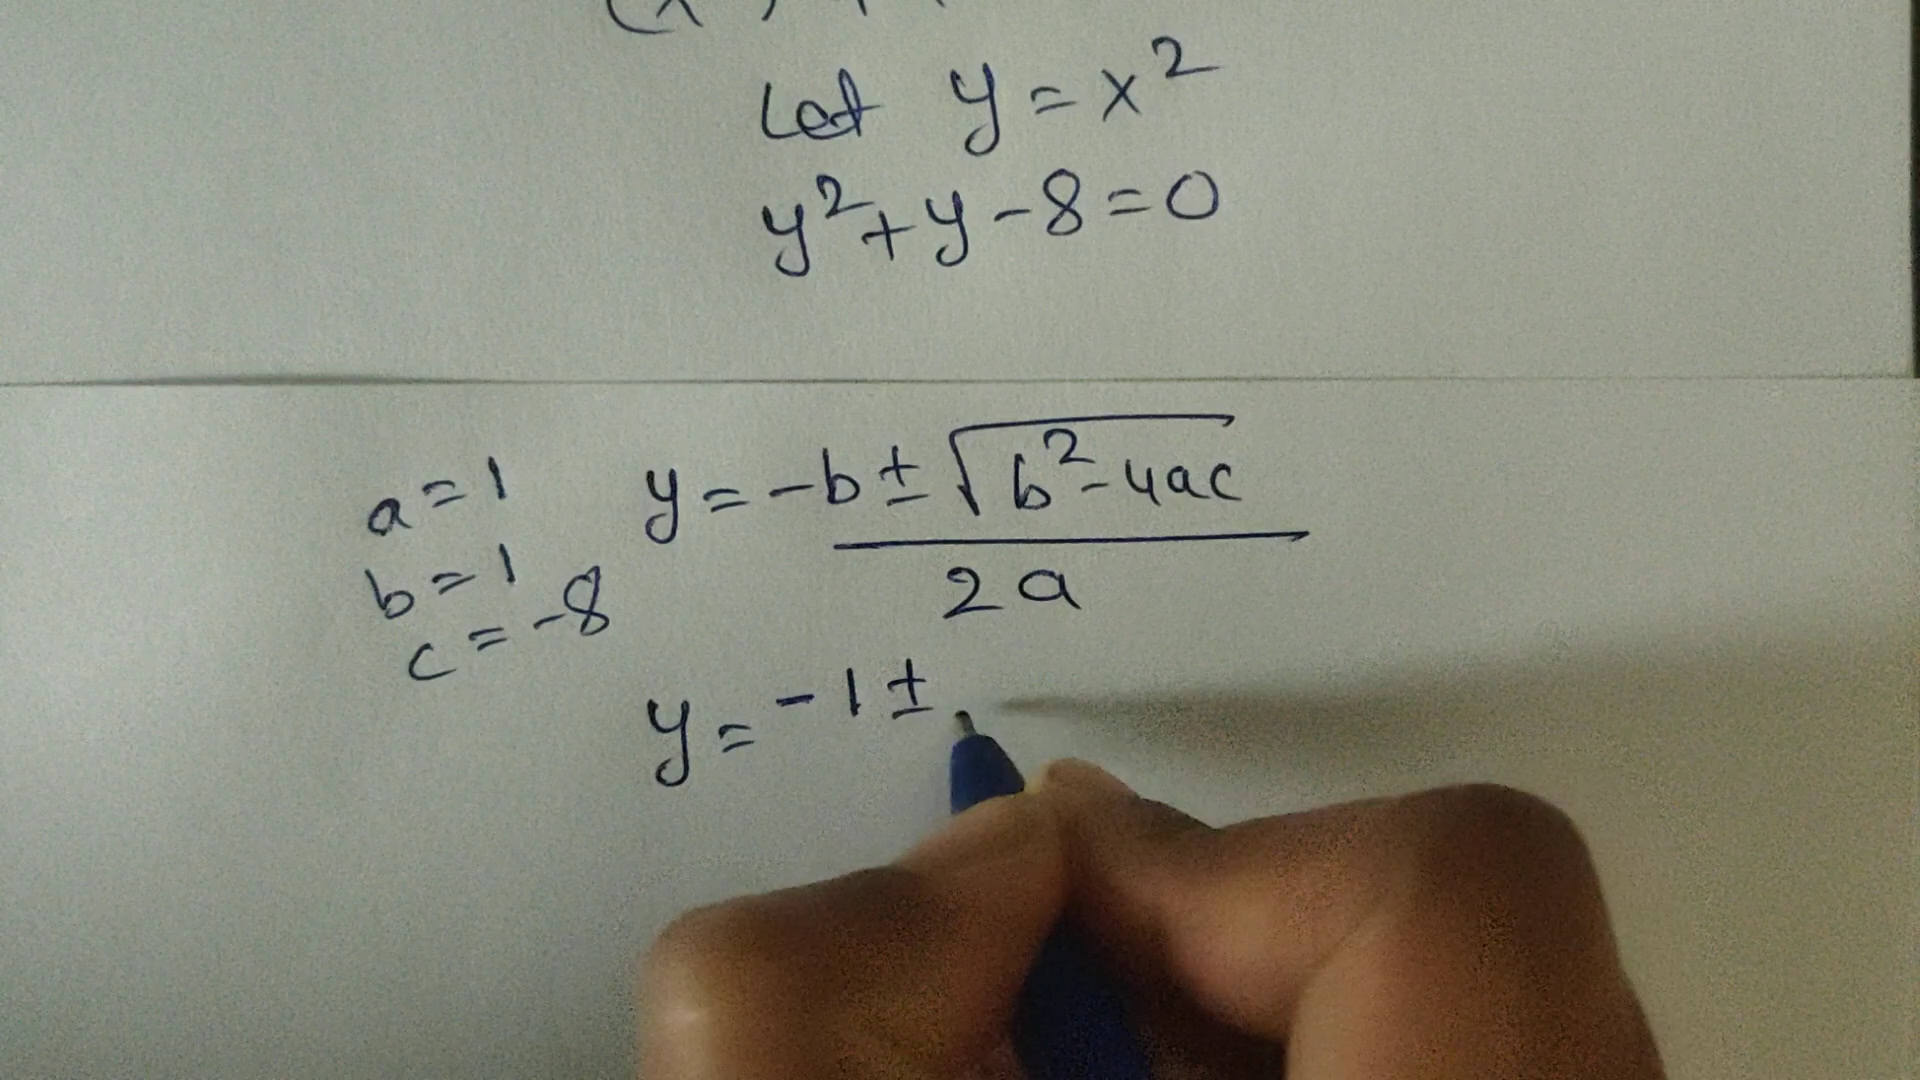 Let y = x²
y² + y - 8 = 0
a = 1
b = 1
c = -8
y = -b ± √b² - 4ac
2a
y = -1 ±